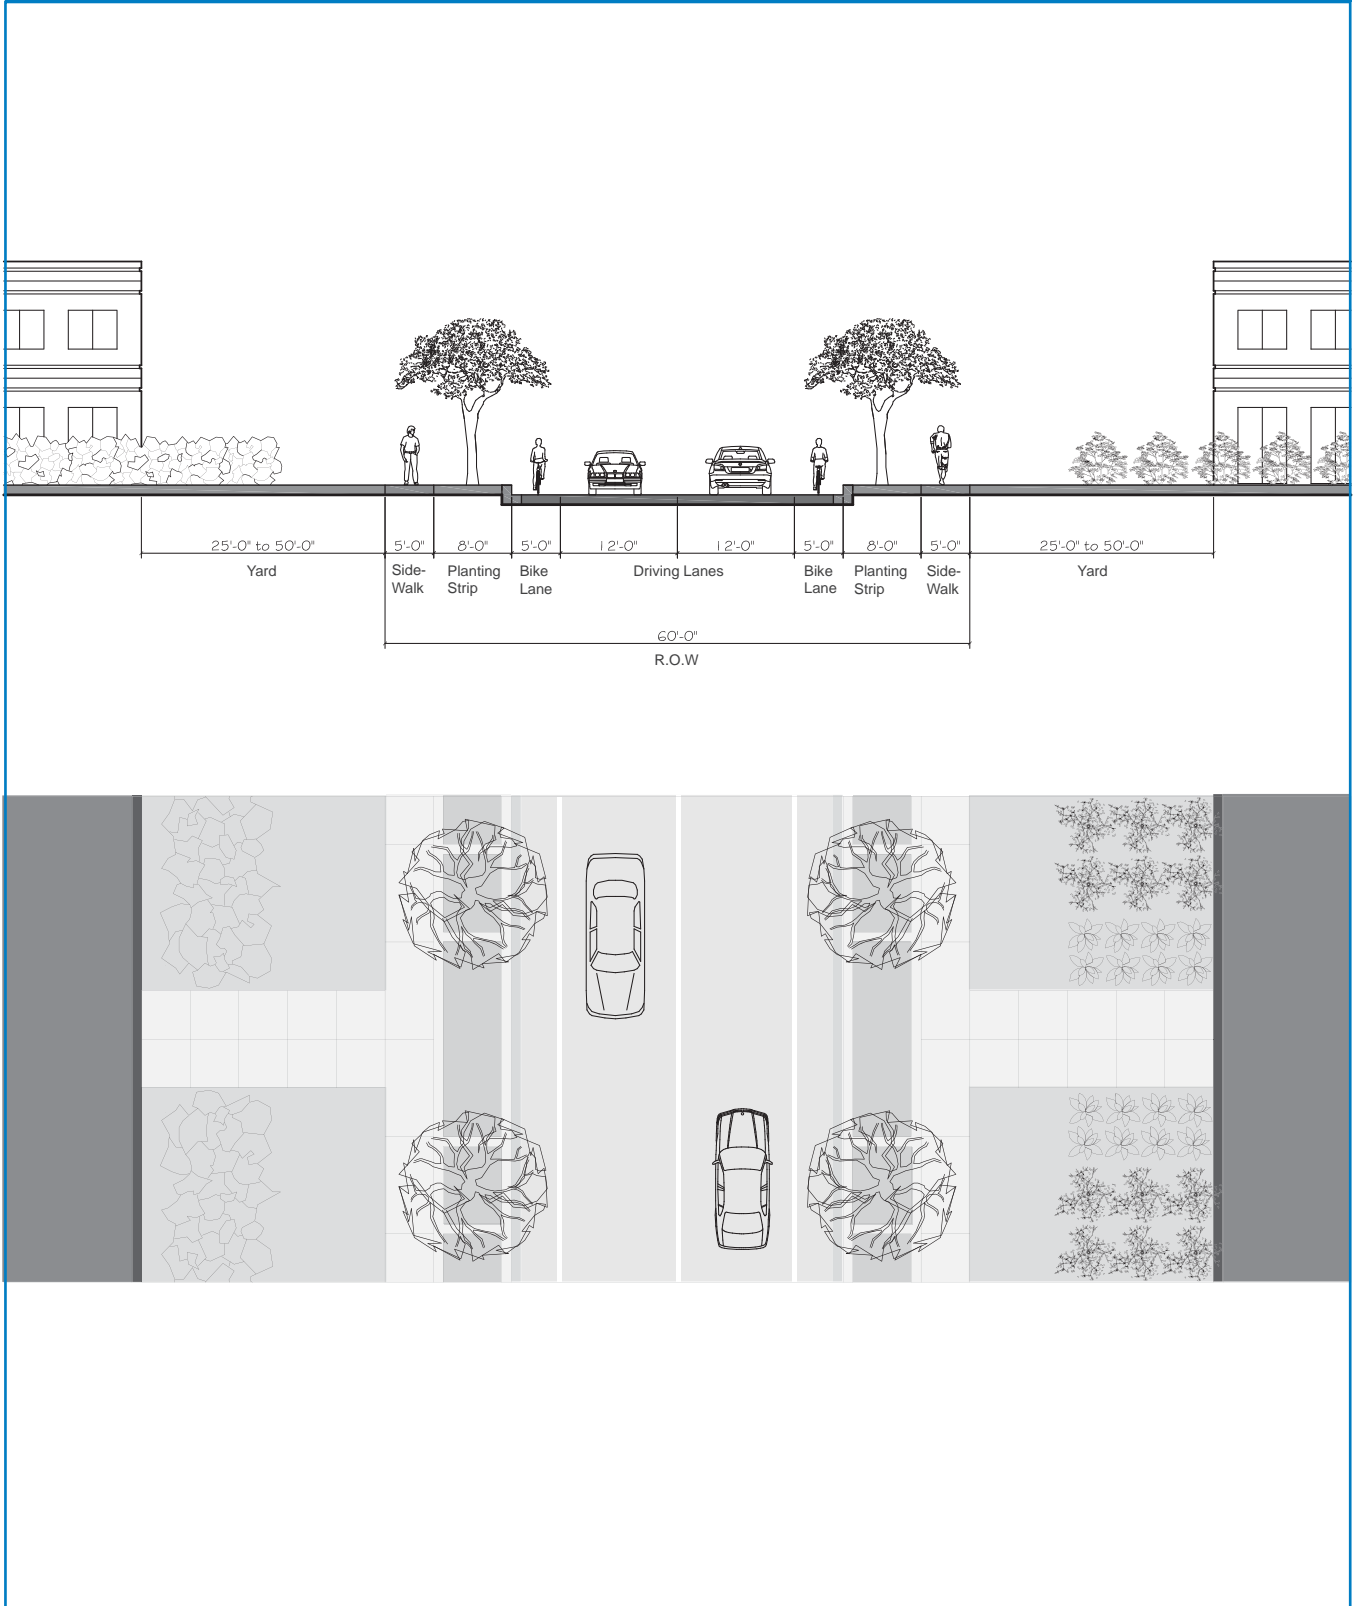 25'-0" to 50'-0" 5'-0" 8'-0" 5'-0" 12'-0" 12'-0" 5'-0" 8'-0" 5'-0" 25'-0" to 50'-0"
Yard
Side-
Walk
Planting
Strip
Bike
Lane
Driving Lanes
Bike
Lane
Planting
Strip
Side-
Walk
Yard
60'-0"
R.O.W